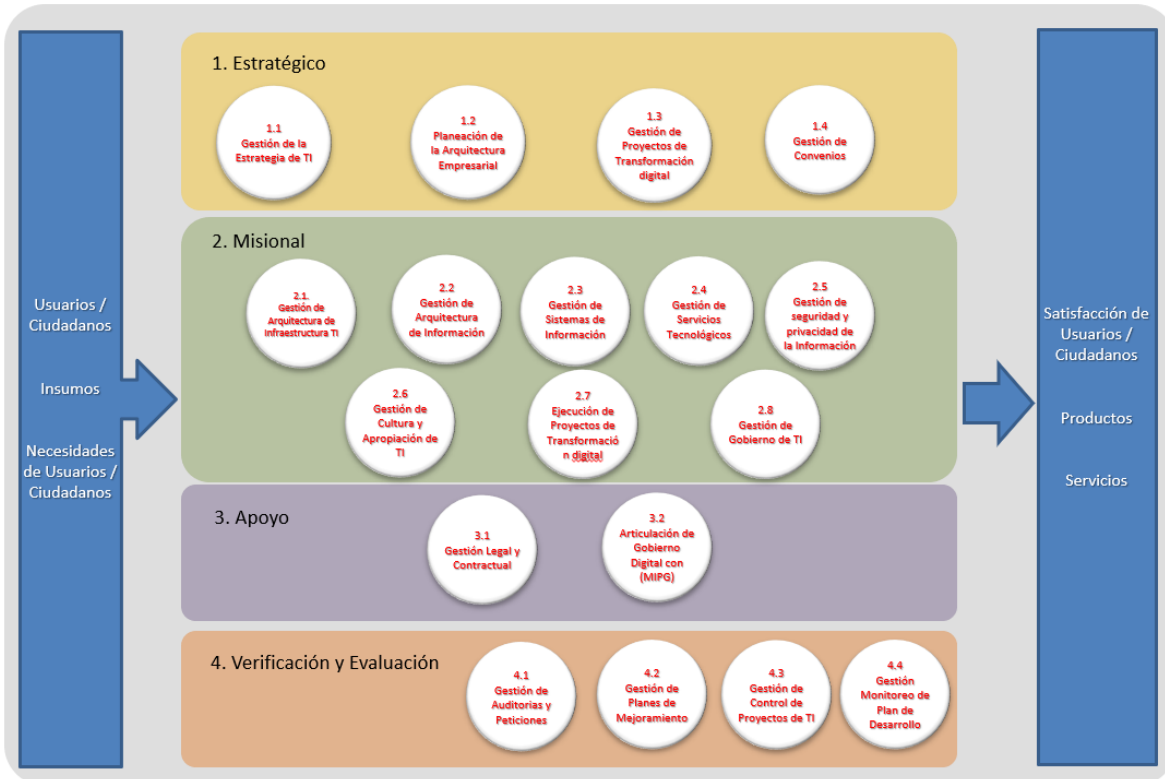 Usuarios /
Ciudadanos
Insumos
Necesidades
de Usuarios /
Ciudadanos
1. Estratégico
1.1
Gestión de la
Estrategia de TI
1.2
Planeación de
la Arquitectura
Empresarial
1.3
Gestión de
Proyectos de
Transformación
digital
1.4
Gestión de
Convenios
2. Misional
2.1.
Gestión de
Arquitectura de
Infraestructura TI
2.2
Gestión de
Arquitectura
de Información
2.3
Gestión de
Sistemas de
Información
2.4
Gestión de
Servicios
Tecnológicos
2.5
Gestión de
seguridad y
privacidad de
la Información
2.6
Gestión de
Cultura y
Apropiación de
TI
2.7
Ejecución de
Proyectos de
Transformació
n digital
2.8
Gestión de
Gobierno de TI
3. Apoyo
3.1
Gestión Legal y
Contractual
3.2
Articulación de
Gobierno
Digital con
(MIPG)
4. Verificación y Evaluación
4.1
Gestión de
Auditorias y
Peticiones
4.2
Gestión de
Planes de
Mejoramiento
4.3
Gestión de
Control de
Proyectos de TI
4.4
Gestión
Monitoreo de
Plan de
Desarrollo
Satisfacción de
Usuarios /
Ciudadanos
Productos
Servicios